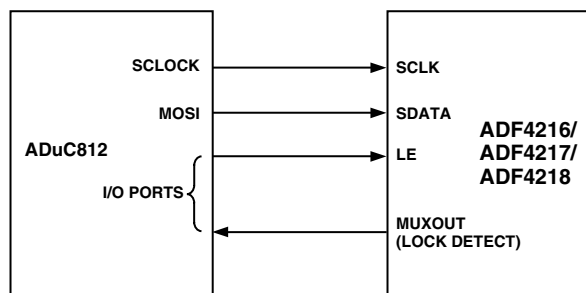 SCLOCK
MOSI
ADuC812
I/O PORTS
SCLK
SDATA
LE
MUXOUT
(LOCK DETECT)
ADF4216/
ADF4217/
ADF4218